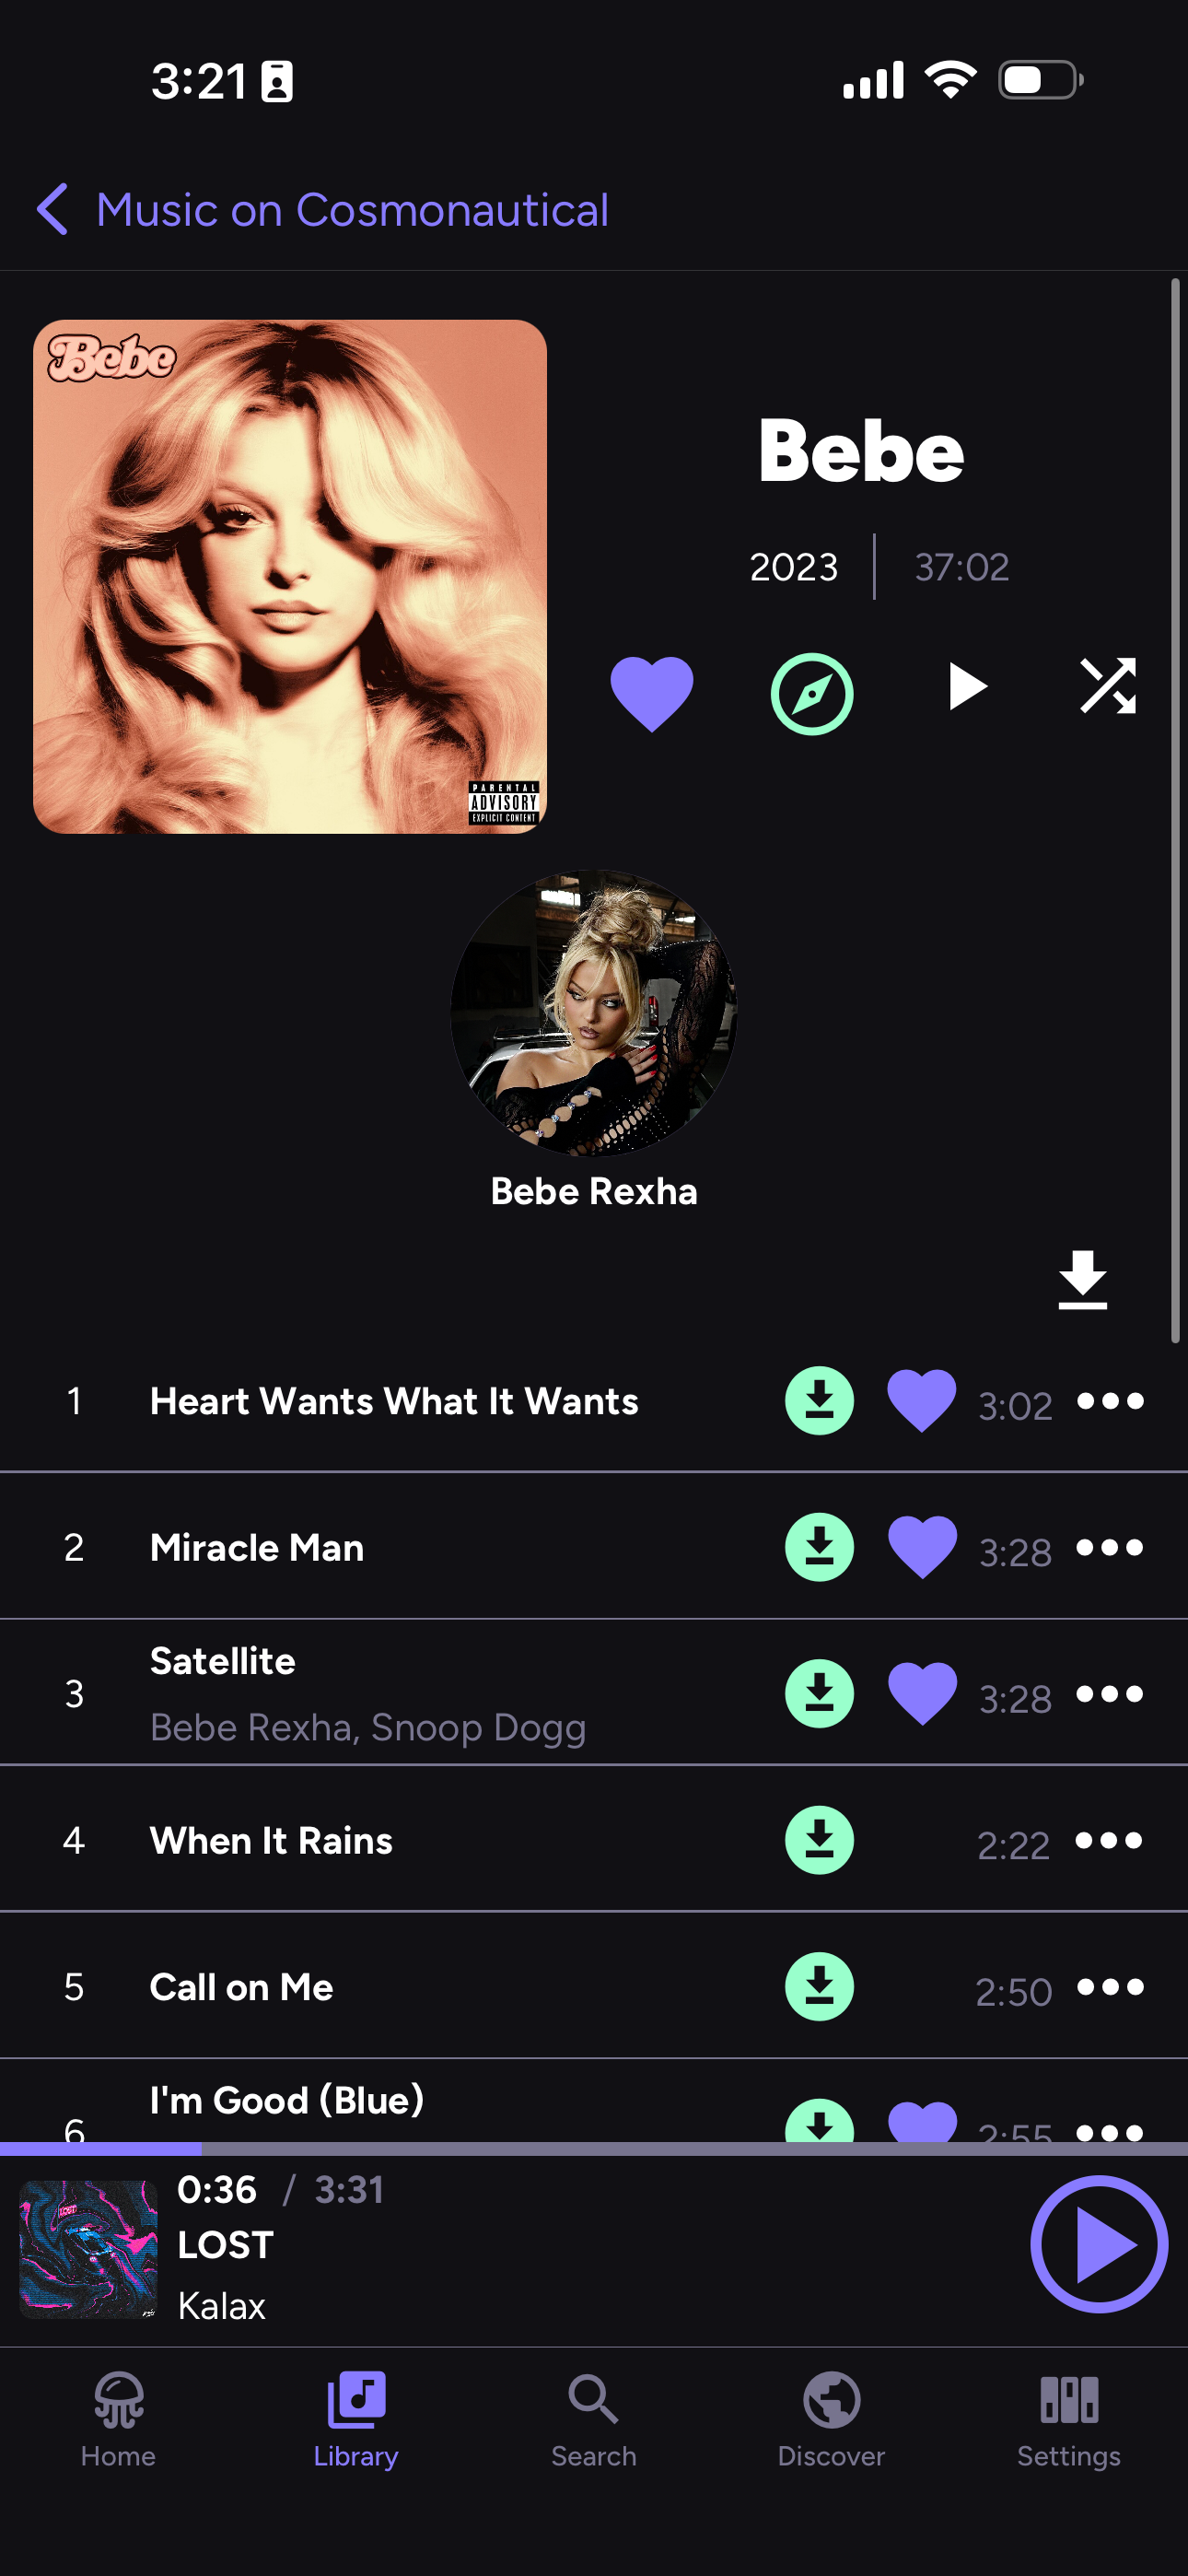 3:21
Music on Cosmonautical
Bebe
PARENTAL
ADVISORY
EXPLICIT CONTENT
Bebe
2023
37:02
Bebe Rexha
1 Heart Wants What It Wants 3:02
2 Miracle Man 3:28
3 Satellite 3:28
Bebe Rexha, Snoop Dogg
4 When It Rains 2:22
5 Call on Me 2:50
6 I'm Good (Blue) 2:55
0:36 / 3:31
LOST
Kalax
Home
Library
Search
Discover
Settings